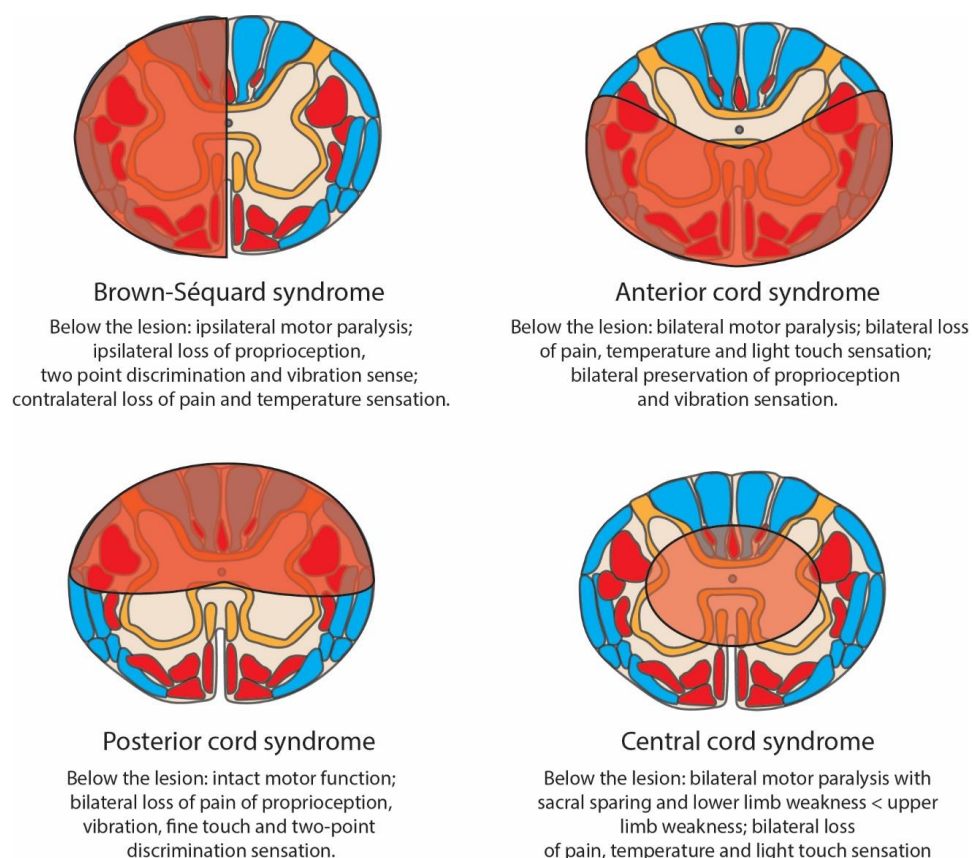 Brown-Séquard syndrome
Below the lesion: ipsilateral motor paralysis;
ipsilateral loss of proprioception,
two point discrimination and vibration sense;
contralateral loss of pain and temperature sensation.
Anterior cord syndrome
Below the lesion: bilateral motor paralysis; bilateral loss
of pain, temperature and light touch sensation;
bilateral preservation of proprioception
and vibration sensation.
Posterior cord syndrome
Below the lesion: intact motor function;
bilateral loss of pain of proprioception,
vibration, fine touch and two-point
discrimination sensation.
Central cord syndrome
Below the lesion: bilateral motor paralysis with
sacral sparing and lower limb weakness < upper
limb weakness; bilateral loss
of pain, temperature and light touch sensation